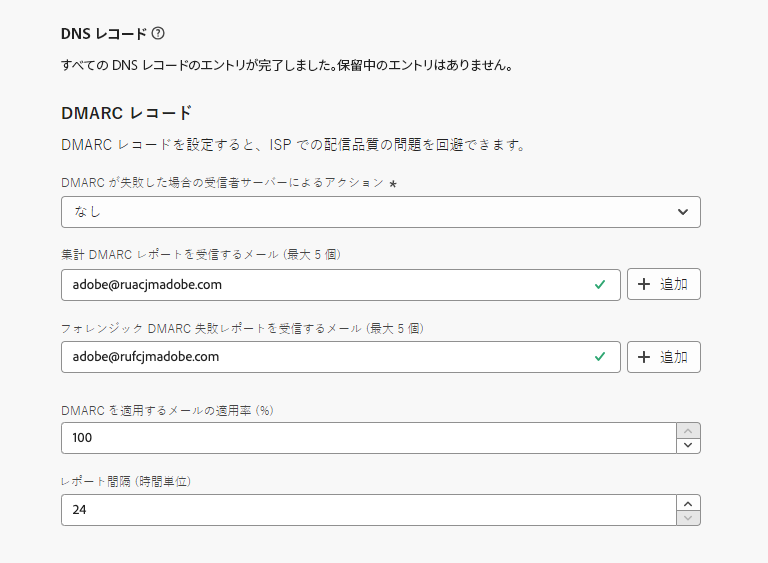 DNS レコード ?
すべての DNS レコードのエントリが完了しました。保留中のエントリはありません。
DMARC レコード
DMARC レコードを設定すると、ISP での配信品質の問題を回避できます。
DMARC が失敗した場合の受信者サーバーによるアクション *
なし
集計 DMARC レポートを受信するメール (最大 5 個)
adobe@ruacjmadobe.com + 追加
フォレンジック DMARC 失敗レポートを受信するメール (最大 5 個)
adobe@rufcjmadobe.com + 追加
DMARC を適用するメールの適用率 (%)
100
レポート間隔 (時間単位)
24